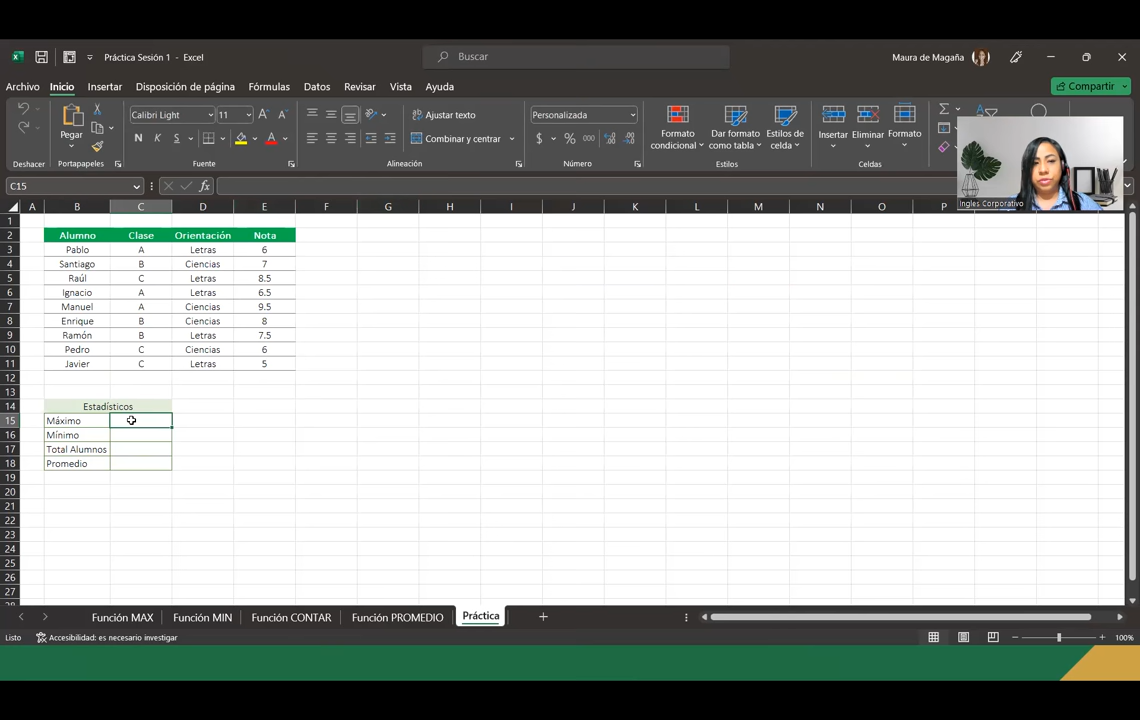 Práctica Sesión 1 - Excel
Buscar
Maura de Magaña
Archivo Inicio Insertar Disposición de página Fórmulas Datos Revisar Vista Ayuda
Compartir
Pegar
Calibri Light 11
N K S
Ajustar texto
Combinar y centrar
Personalizada
$ % 000
Formato condicional
Dar formato como tabla
Estilos de celda
Insertar
Eliminar
Formato
Deshacer Portapapeles Fuente Alineación Número Estilos Celdas
Ingles Corporativo
C15
fx
A B C D E F G H I J K L M N O P
1
2 Alumno Clase Orientación Nota
3 Pablo A Letras 6
4 Santiago B Ciencias 7
5 Raúl C Letras 8.5
6 Ignacio A Letras 6.5
7 Manuel A Ciencias 9.5
8 Enrique B Ciencias 8
9 Ramón B Letras 7.5
10 Pedro C Ciencias 6
11 Javier C Letras 5
12
13
14 Estadísticos
15 Máximo
16 Mínimo
17 Total Alumnos
18 Promedio
19
20
21
22
23
24
25
26
27
28
Función MAX Función MIN Función CONTAR Función PROMEDIO Práctica
Listo Accesibilidad: es necesario investigar 100%